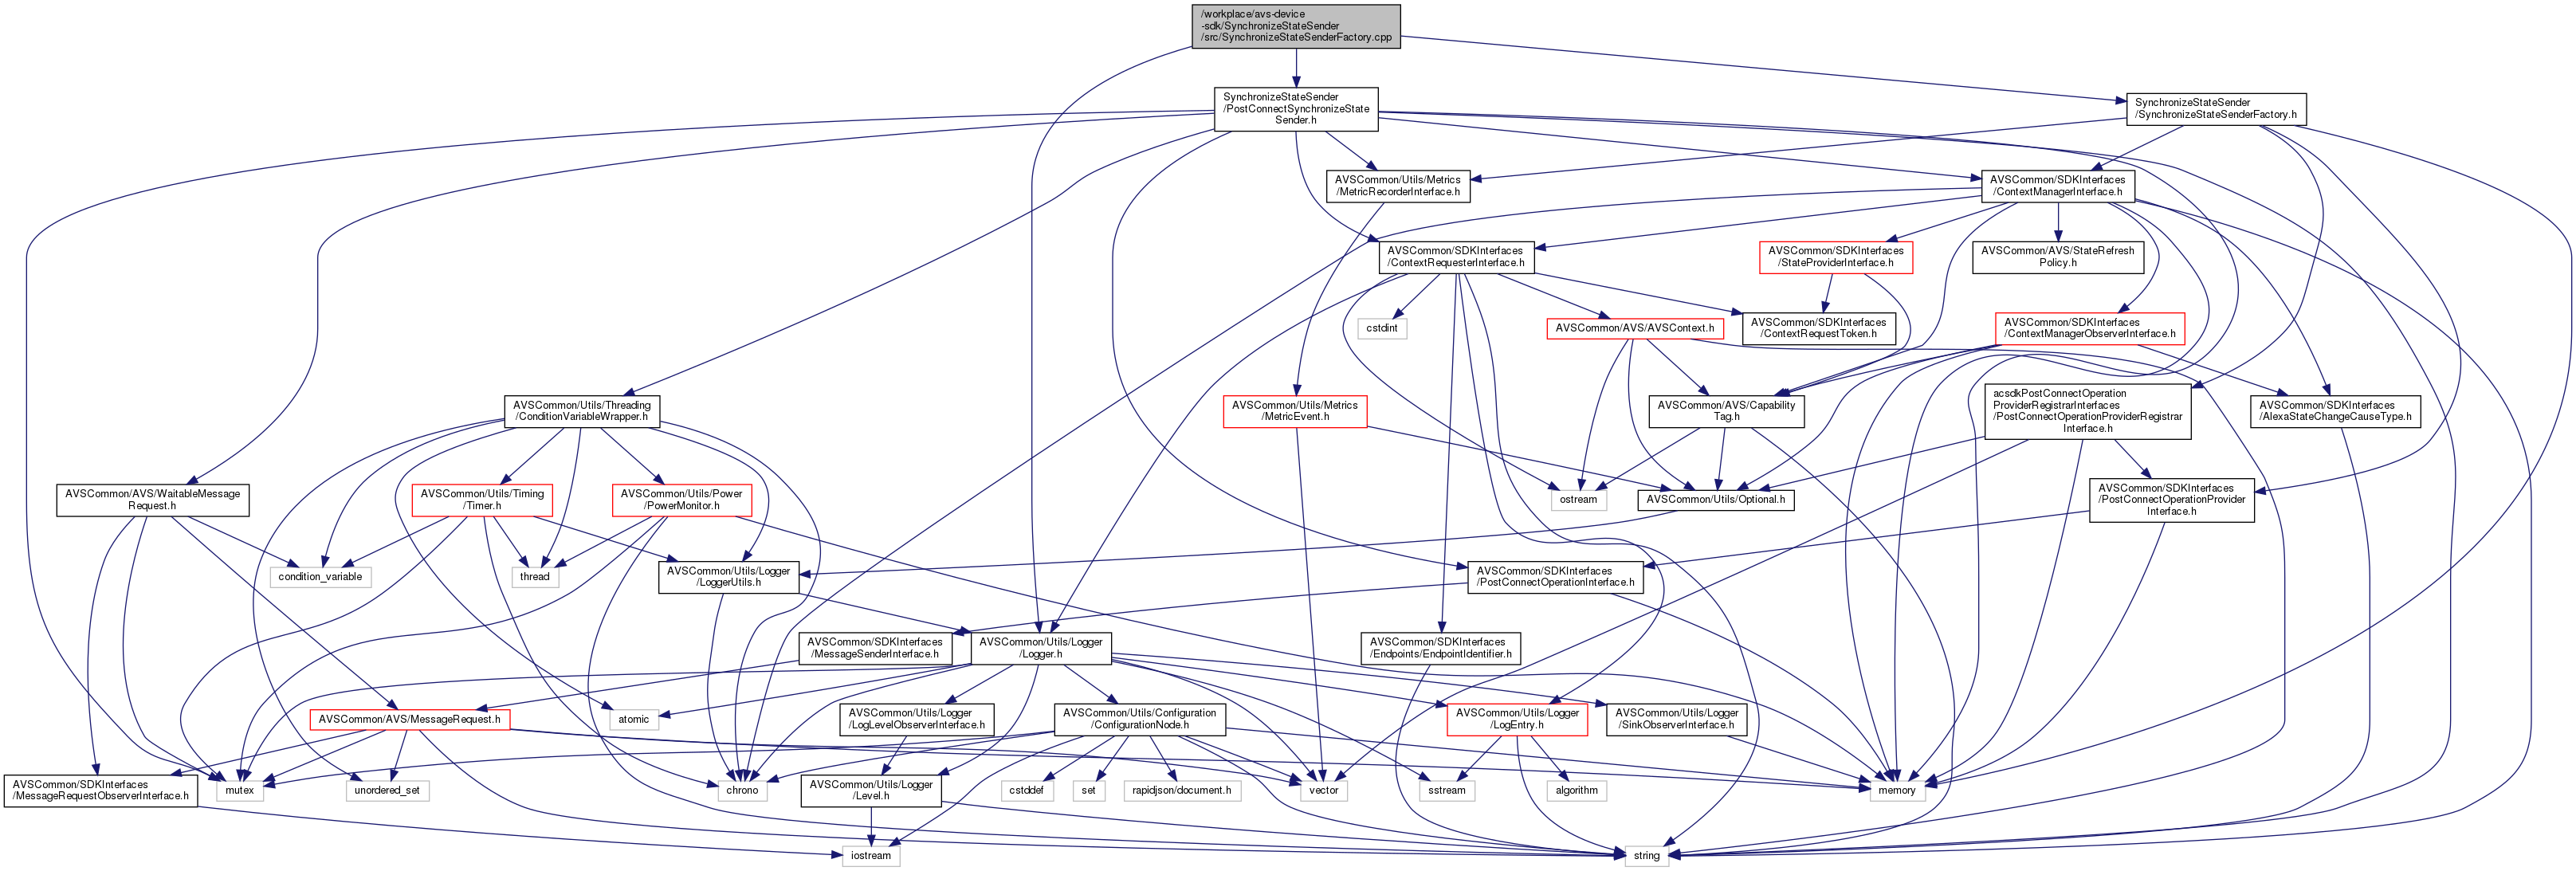 /workplace/avs-device
-sdk/SynchronizeStateSender
/src/SynchronizeStateSenderFactory.cpp
SynchronizeStateSender
/PostConnectSynchronizeState
Sender.h
SynchronizeStateSender
/SynchronizeStateSenderFactory.h
AVSCommon/Utils/Metrics
/MetricRecorderInterface.h
AVSCommon/SDKInterfaces
/ContextManagerInterface.h
AVSCommon/SDKInterfaces
/ContextRequesterInterface.h
AVSCommon/SDKInterfaces
/StateProviderInterface.h
AVSCommon/AVS/StateRefresh
Policy.h
cstdint
AVSCommon/AVS/AVSContext.h
AVSCommon/SDKInterfaces
/ContextRequestToken.h
AVSCommon/SDKInterfaces
/ContextManagerObserverInterface.h
AVSCommon/Utils/Threading
/ConditionVariableWrapper.h
AVSCommon/Utils/Metrics
/MetricEvent.h
AVSCommon/AVS/Capability
Tag.h
acsdkPostConnectOperation
ProviderRegistrarInterfaces
/PostConnectOperationProviderRegistrar
Interface.h
AVSCommon/SDKInterfaces
/AlexaStateChangeCauseType.h
AVSCommon/AVS/WaitableMessage
Request.h
AVSCommon/Utils/Timing
/Timer.h
AVSCommon/Utils/Power
/PowerMonitor.h
ostream
AVSCommon/Utils/Optional.h
AVSCommon/SDKInterfaces
/PostConnectOperationProvider
Interface.h
condition_variable
thread
AVSCommon/Utils/Logger
/LoggerUtils.h
AVSCommon/SDKInterfaces
/PostConnectOperationInterface.h
AVSCommon/SDKInterfaces
/MessageSenderInterface.h
AVSCommon/Utils/Logger
/Logger.h
AVSCommon/SDKInterfaces
/Endpoints/EndpointIdentifier.h
AVSCommon/AVS/MessageRequest.h
atomic
AVSCommon/Utils/Logger
/LogLevelObserverInterface.h
AVSCommon/Utils/Configuration
/ConfigurationNode.h
AVSCommon/Utils/Logger
/LogEntry.h
AVSCommon/Utils/Logger
/SinkObserverInterface.h
AVSCommon/SDKInterfaces
/MessageRequestObserverInterface.h
mutex
unordered_set
chrono
AVSCommon/Utils/Logger
/Level.h
cstddef
set
rapidjson/document.h
vector
sstream
algorithm
memory
iostream
string